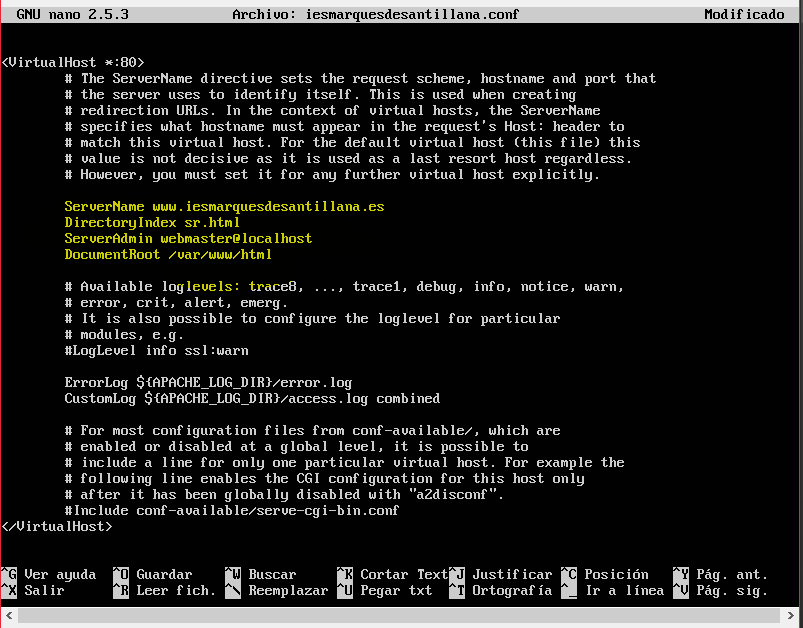 GNU nano 2.5.3 Archivo: iesmarquesdesantillana.conf Modificado
<VirtualHost *:80>
# The ServerName directive sets the request scheme, hostname and port that
# the server uses to identify itself. This is used when creating
# redirection URLs. In the context of virtual hosts, the ServerName
# specifies what hostname must appear in the request's Host: header to
# match this virtual host. For the default virtual host (this file) this
# value is not decisive as it is used as a last resort host regardless.
# However, you must set it for any further virtual host explicitly.
ServerName www.iesmarquesdesantillana.es
DirectoryIndex sr.html
ServerAdmin webmaster@localhost
DocumentRoot /var/www/html
# Available loglevels: trace8, ..., trace1, debug, info, notice, warn,
# error, crit, alert, emerg.
# It is also possible to configure the loglevel for particular
# modules, e.g.
#LogLevel info ssl:warn
ErrorLog ${APACHE_LOG_DIR}/error.log
CustomLog ${APACHE_LOG_DIR}/access.log combined
# For most configuration files from conf-available/, which are
# enabled or disabled at a global level, it is possible to
# include a line for only one particular virtual host. For example the
# following line enables the CGI configuration for this host only
# after it has been globally disabled with "a2disconf".
#Include conf-available/serve-cgi-bin.conf
</VirtualHost>
^G Ver ayuda ^O Guardar ^W Buscar ^K Cortar Text ^J Justificar ^C Posición ^Y Pág. ant.
^X Salir ^R Leer fich. ^\ Reemplazar ^U Pegar txt ^T Ortografía ^_ Ir a línea ^V Pág. sig.